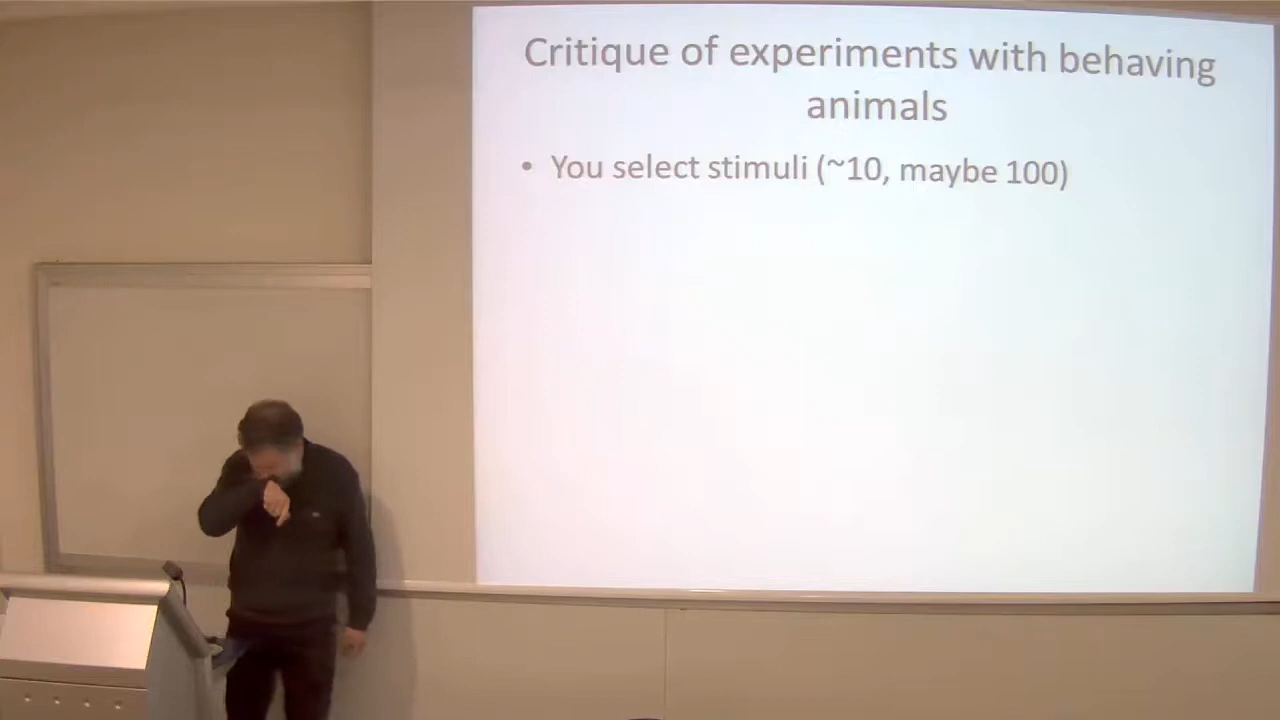 Critique of experiments with behaving
animals
• You select stimuli (~10, maybe 100)